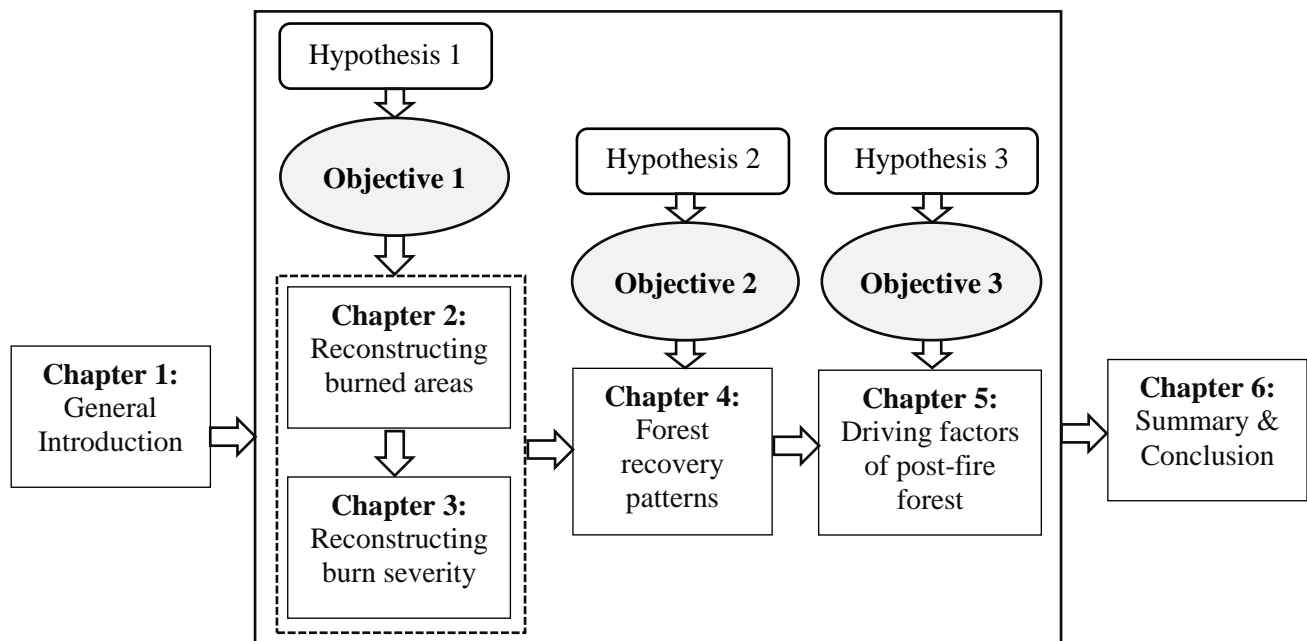 Chapter 1:
General
Introduction
Hypothesis 1
Objective 1
Chapter 2:
Reconstructing
burned areas
Chapter 3:
Reconstructing
burn severity
Hypothesis 2
Objective 2
Chapter 4:
Forest
recovery
patterns
Hypothesis 3
Objective 3
Chapter 5:
Driving factors
of post-fire
forest
Chapter 6:
Summary &
Conclusion